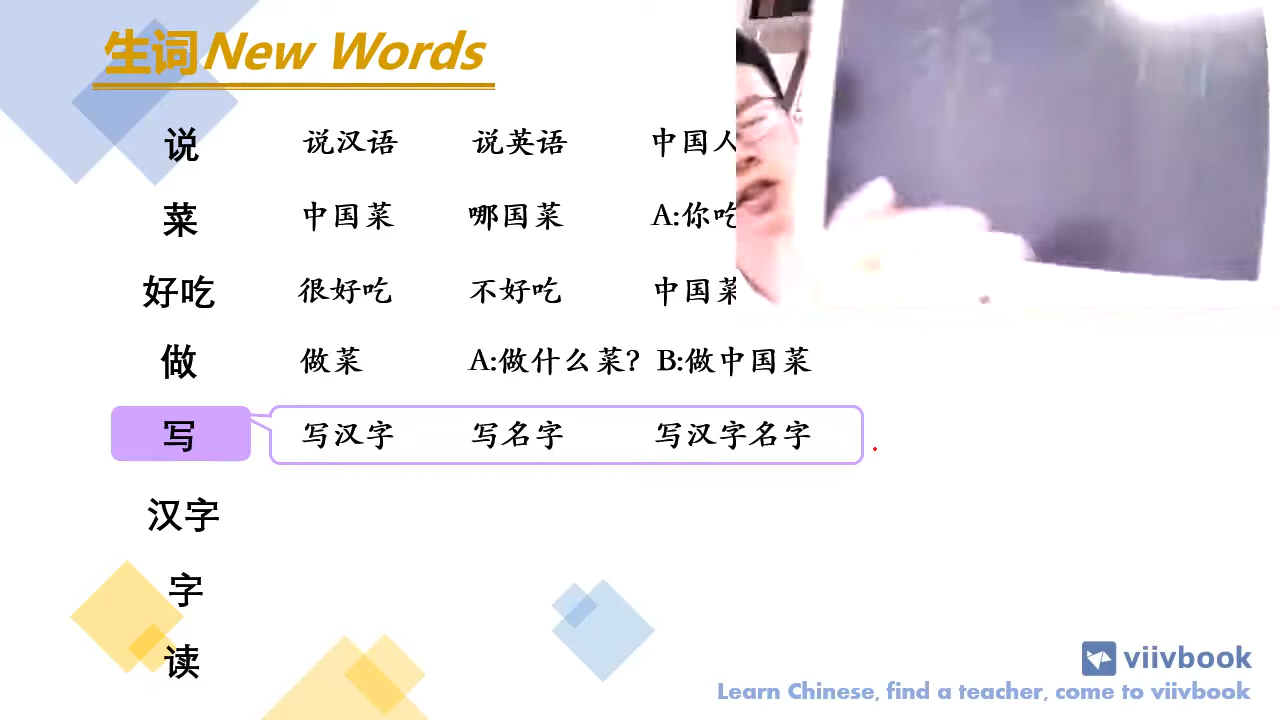 生词New Words
说 说汉语 说英语 中国人
菜 中国菜 哪国菜 A:你吃
好吃 很好吃 不好吃 中国菜
做 做菜 A:做什么菜? B:做中国菜
写 写汉字 写名字 写汉字名字
汉字
字
读
viivbook
Learn Chinese, find a teacher, come to viivbook